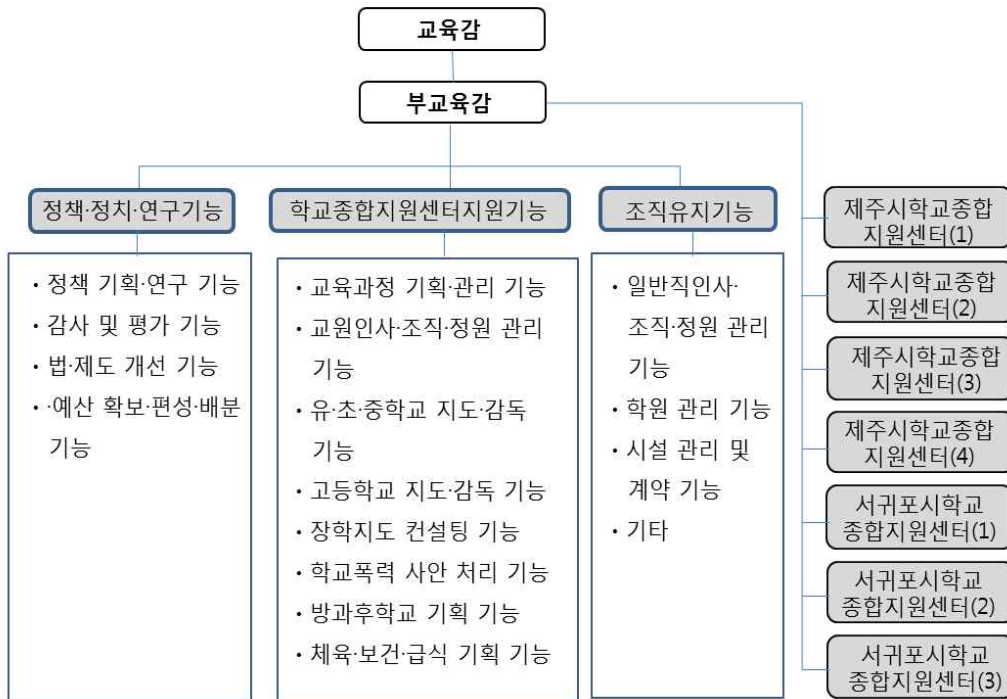 교육감
부교육감
정책·정치·연구기능
• 정책 기획·연구 기능
• 감사 및 평가 기능
• 법·제도 개선 기능
• ·예산 확보·편성·배분
기능
학교종합지원센터지원기능
• 교육과정 기획·관리 기능
• 교원인사·조직·정원 관리
기능
• 유·초·중학교 지도·감독
기능
• 고등학교 지도·감독 기능
• 장학지도 컨설팅 기능
• 학교폭력 사안 처리 기능
• 방과후학교 기획 기능
• 체육·보건·급식 기획 기능
조직유지기능
• 일반직인사·
조직·정원 관리
기능
• 학원 관리 기능
• 시설 관리 및
계약 기능
• 기타
제주시학교종합
지원센터(1)
제주시학교종합
지원센터(2)
제주시학교종합
지원센터(3)
제주시학교종합
지원센터(4)
서귀포시학교
종합지원센터(1)
서귀포시학교
종합지원센터(2)
서귀포시학교
종합지원센터(3)